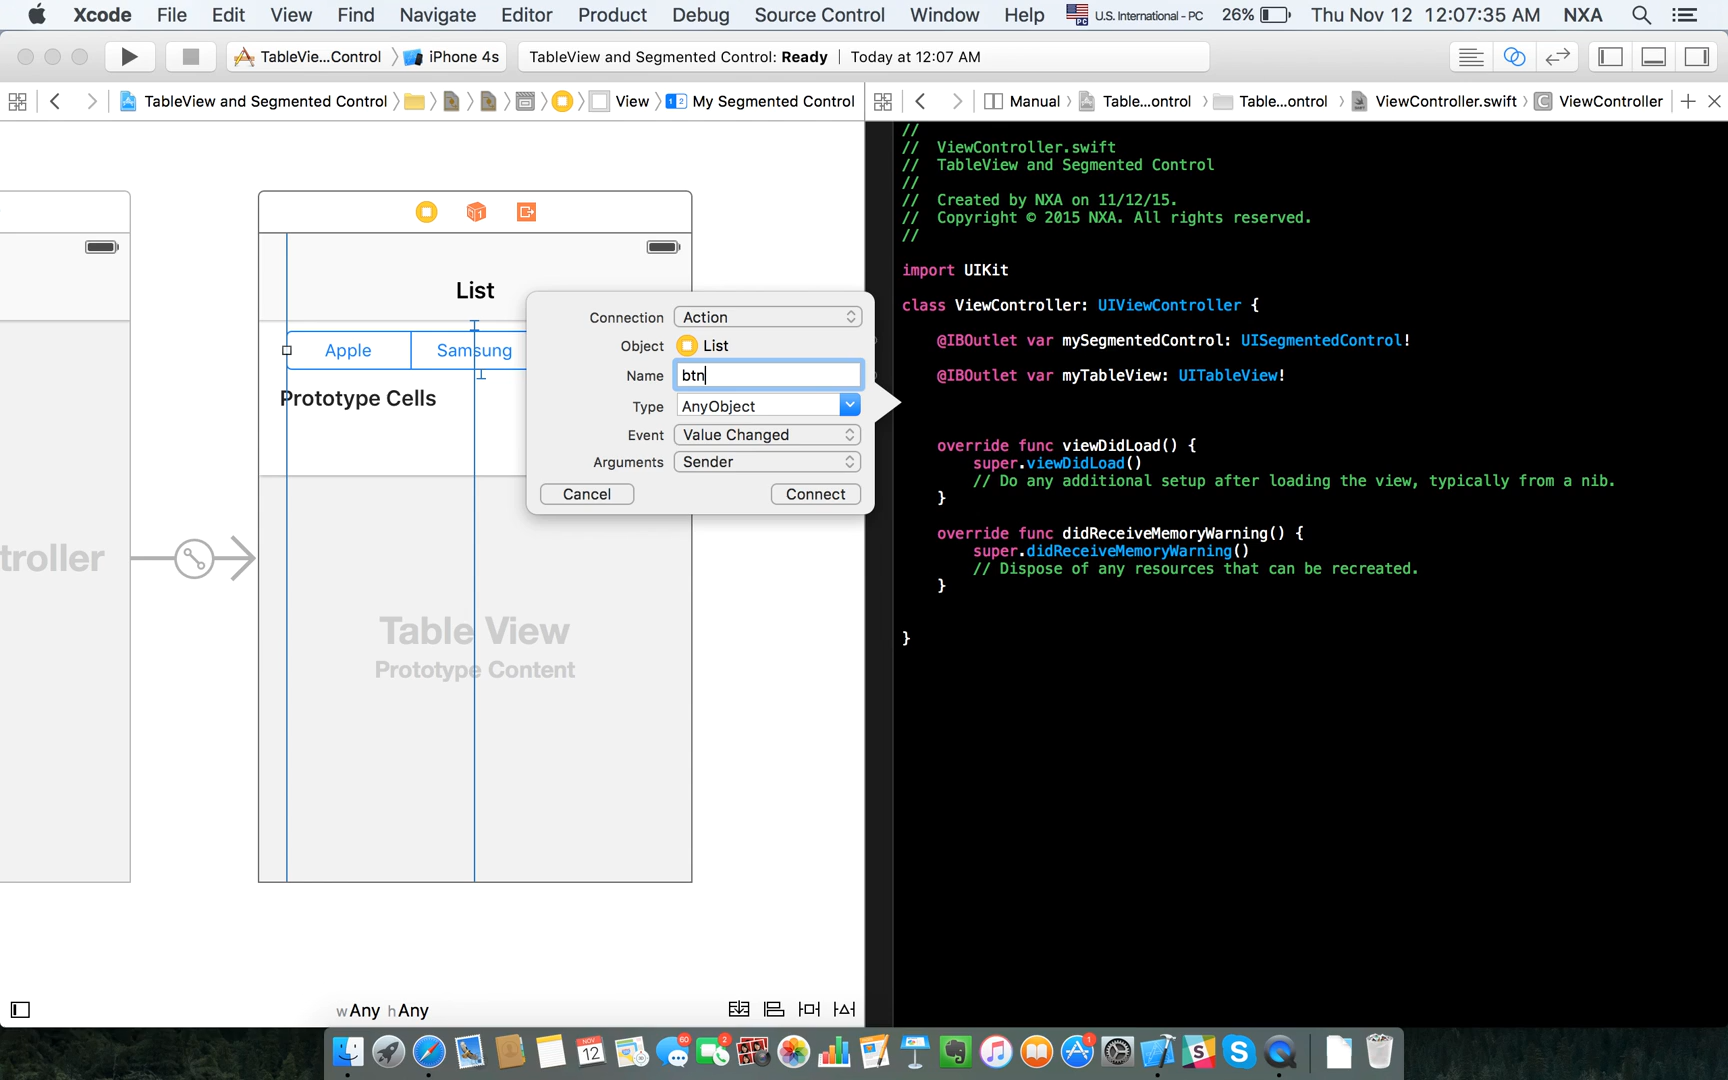 Xcode File Edit View Find Navigate Editor Product Debug Source Control Window Help U.S. International - PC 26% Thu Nov 12 12:07:35 AM NXA
TableVie...Control iPhone 4s TableView and Segmented Control: Ready Today at 12:07 AM
TableView and Segmented Control View My Segmented Control Manual Table...ontrol Table...ontrol ViewController.swift ViewController
//
// ViewController.swift
// TableView and Segmented Control
//
// Created by NXA on 11/12/15.
// Copyright © 2015 NXA. All rights reserved.
//
import UIKit
class ViewController: UIViewController {
@IBOutlet var mySegmentedControl: UISegmentedControl!
@IBOutlet var myTableView: UITableView!
override func viewDidLoad() {
super.viewDidLoad()
// Do any additional setup after loading the view, typically from a nib.
}
override func didReceiveMemoryWarning() {
super.didReceiveMemoryWarning()
// Dispose of any resources that can be recreated.
}
}
List
Apple Samsung
Prototype Cells
Connection Action
Object List
Name btn
Type AnyObject
Event Value Changed
Arguments Sender
Cancel Connect
troller
Table View
Prototype Content
w Any h Any
NOV
12
60
2
1